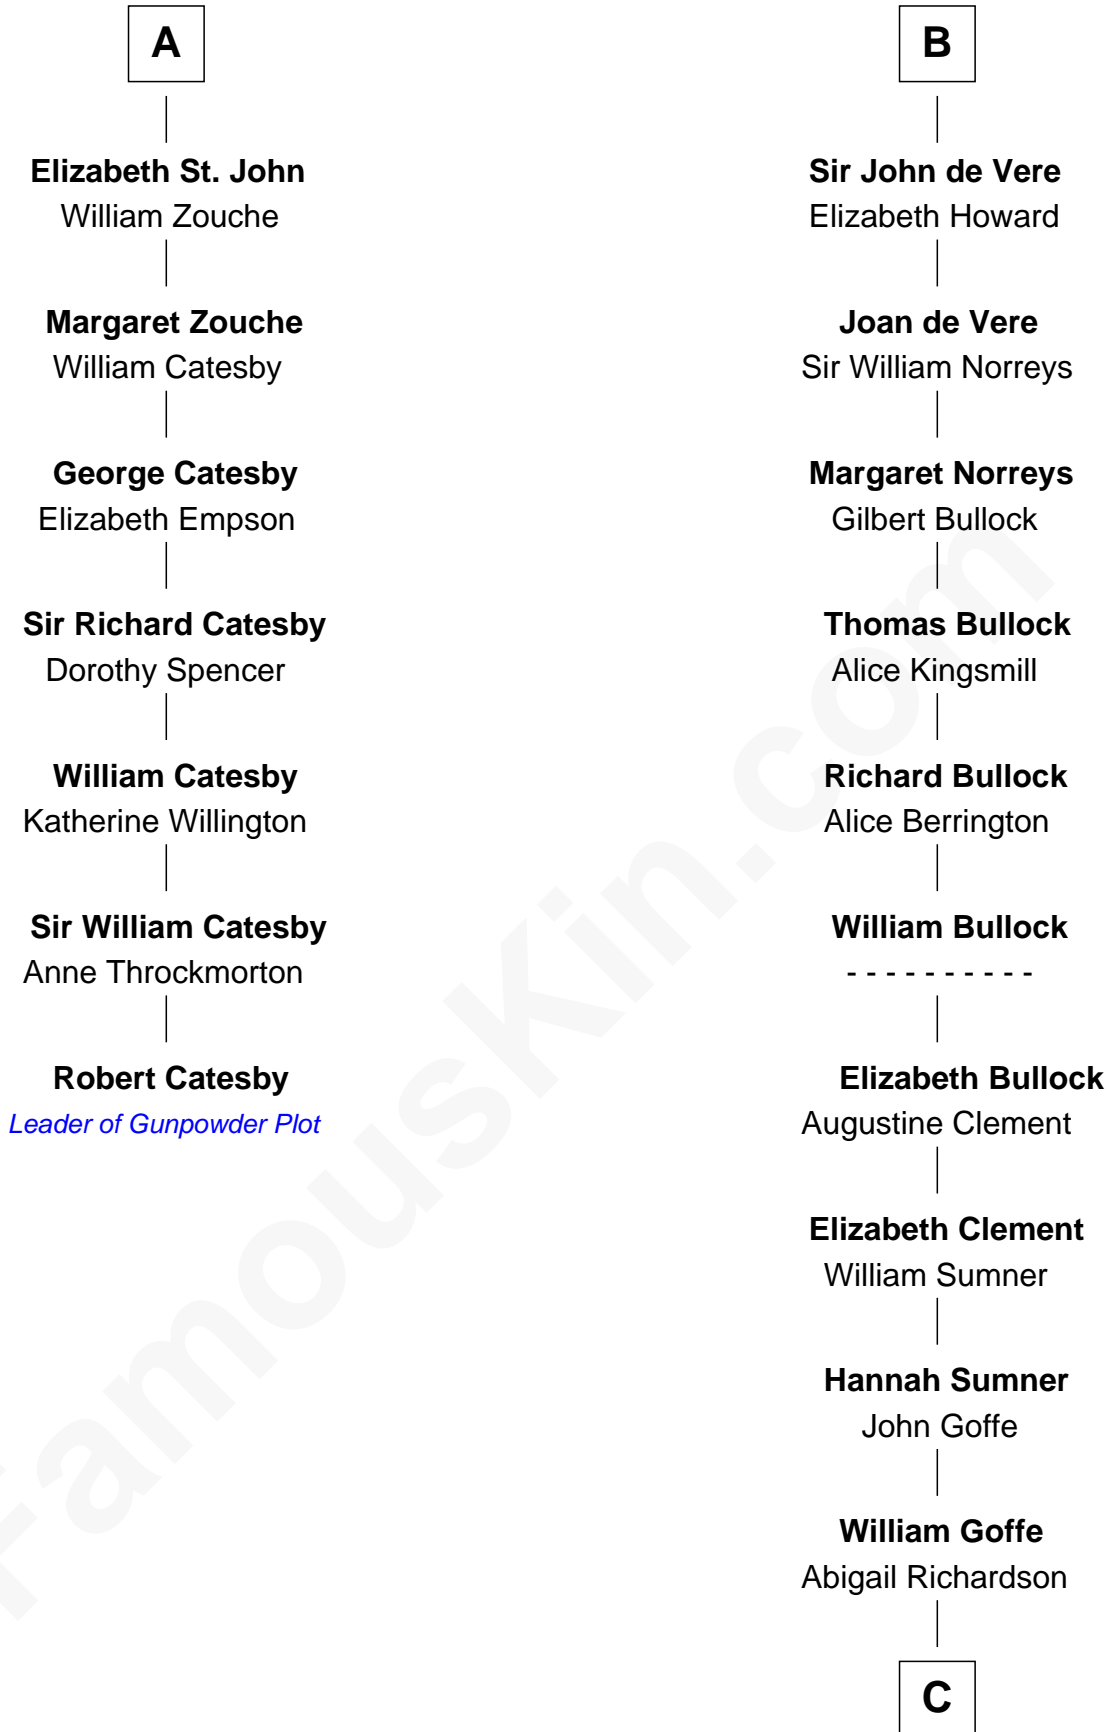 A
Elizabeth St. John
William Zouche
Margaret Zouche
William Catesby
George Catesby
Elizabeth Empson
Sir Richard Catesby
Dorothy Spencer
William Catesby
Katherine Willington
Sir William Catesby
Anne Throckmorton
Robert Catesby
Leader of Gunpowder Plot
B
Sir John de Vere
Elizabeth Howard
Joan de Vere
Sir William Norreys
Margaret Norreys
Gilbert Bullock
Thomas Bullock
Alice Kingsmill
Richard Bullock
Alice Berrington
William Bullock
- - - - - - - - - -
Elizabeth Bullock
Augustine Clement
Elizabeth Clement
William Sumner
Hannah Sumner
John Goffe
William Goffe
Abigail Richardson
C
FamousKin.com